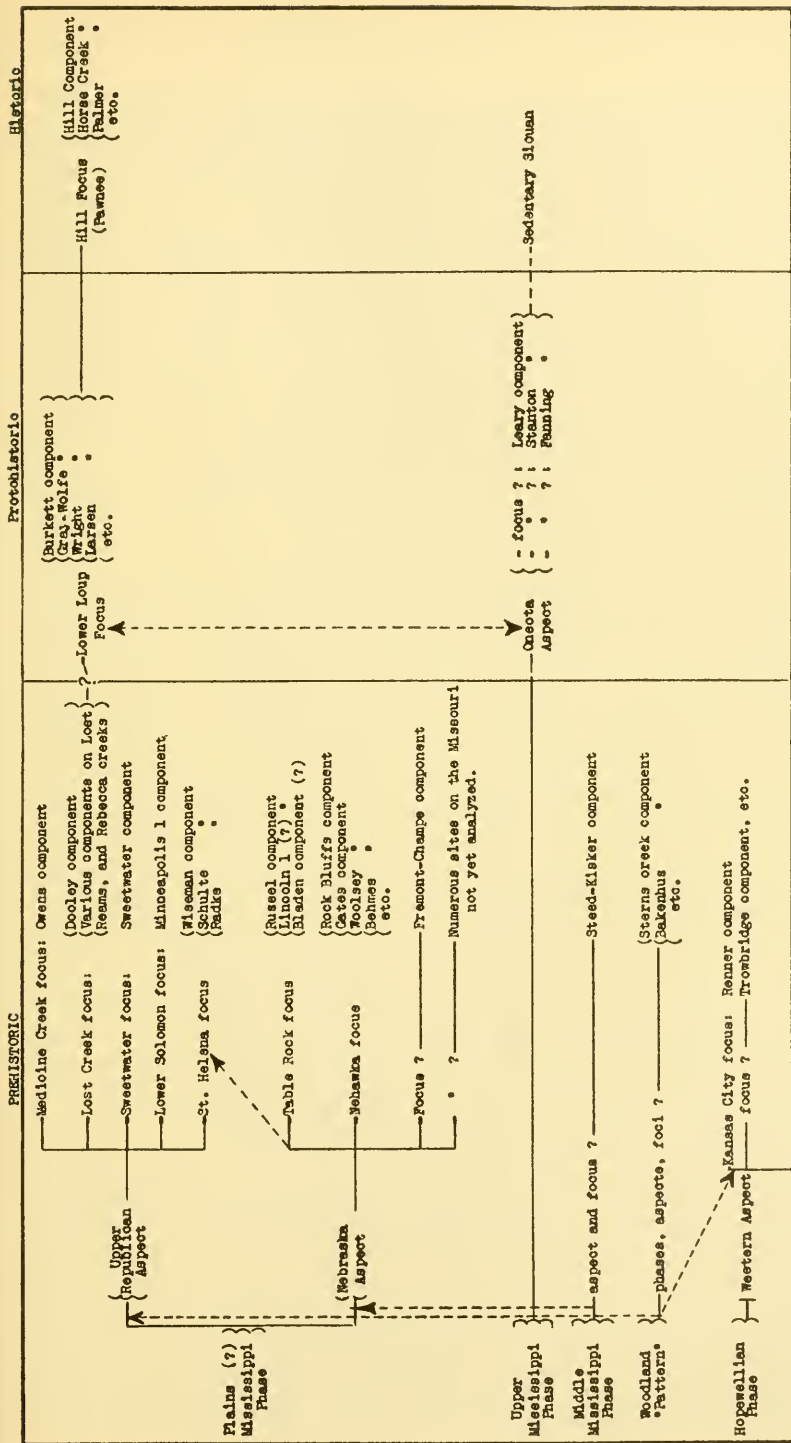 PREHISTORIC
Protohistoric
Historic
Plains (?)
Mississippi
Phase
Upper
Republican
Aspect
Medicine Creek focus: Owens component
Lost Creek focus:
(Dooley component
(Various components on Lost
(Reams, and Rebecca creeks
Sweetwater focus: Sweetwater component
Lower Solomon focus: Minneapolis 1 component
St. Helena focus
(Wiseman component
(Schulte "
(Radke "
(Nebraska
( Aspect
Table Rock focus
(Russel component
(Lincoln 1 (?) "
(Bladen component (?)
Nehawka focus
(Rock Bluffs component
(Gates component
(Woolsey "
(Behmes "
( etc.
Focus ? Fremont-Champe component
" ? Numerous sites on the Missouri
not yet analyzed.
-?-Lower Loup
Focus
(Burkett component
(Gray-Wolfe "
(Wright "
(Larsen "
( etc.
Hill Focus
(Pawnee)
(Hill Component
(Horse Creek "
(Palmer "
( etc.
Upper
Mississippi
Phase
Oneota
Aspect
( - focus ? : Leary component
( - " ? : Stanton "
( - " ? : Fanning "
Sedentary Siouan
Middle
Mississippi
Phase
aspect and focus ? Steed-Kisker component
Woodland
"Pattern"
phases, aspects, foci ?
(Sterns creek component
(Bakenhus "
( etc.
Hopewellian
Phase
Western Aspect
Kansas City focus: Renner component
focus ? Trowbridge component, etc.